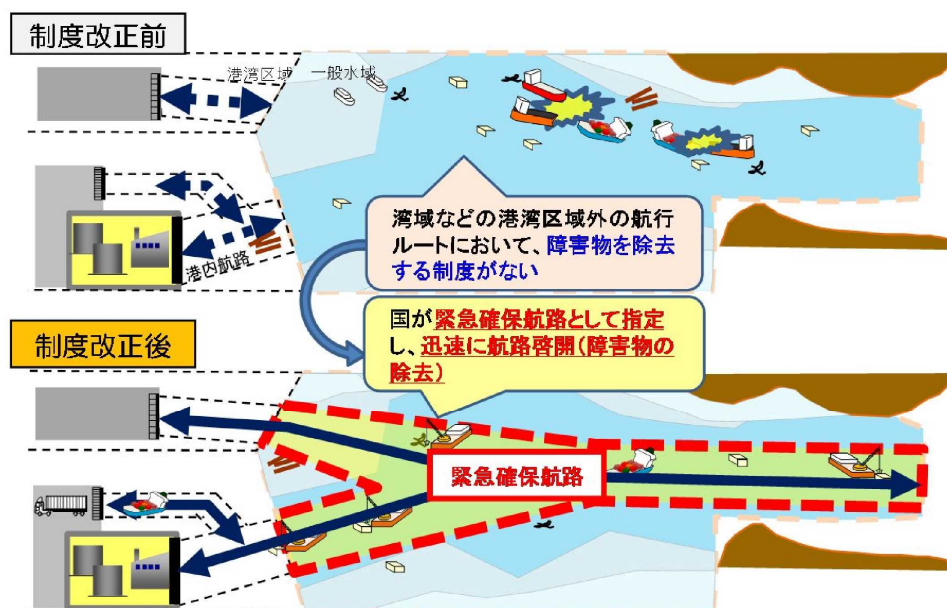 制度改正前
港湾区域 一般水域
湾域などの港湾区域外の航行
ルートにおいて、障害物を除去
する制度がない
港内航路
国が緊急確保航路として指定
し、迅速に航路啓開(障害物の
除去)
制度改正後
緊急確保航路